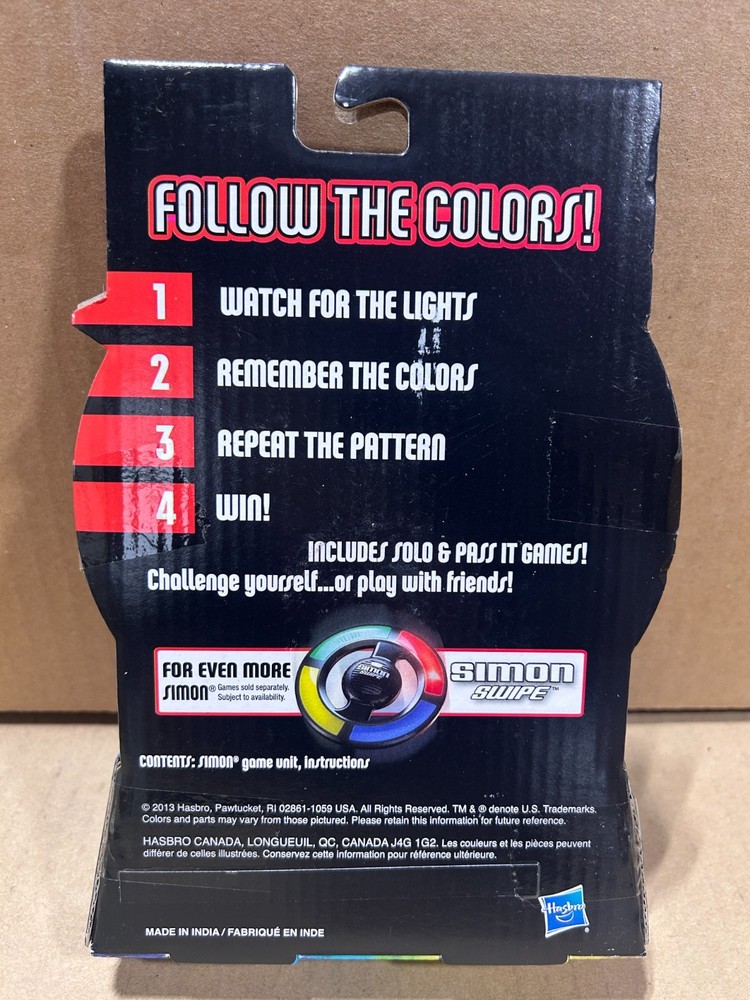 FOLLOW THE COLORS!
1 WATCH FOR THE LIGHTS
2 REMEMBER THE COLORS
3 REPEAT THE PATTERN
4 WIN!
INCLUDES SOLO & PASS IT GAMES!
Challenge yourself...or play with friends!
FOR EVEN MORE
SIMON® Games sold separately.
Subject to availability.
SIMON
SWIPE
SIMON
SWIPE™
CONTENTS: SIMON® game unit, instructions
© 2013 Hasbro, Pawtucket, RI 02861-1059 USA. All Rights Reserved. TM & ® denote U.S. Trademarks.
Colors and parts may vary from those pictured. Please retain this information for future reference.
HASBRO CANADA, LONGUEUIL, QC, CANADA J4G 1G2. Les couleurs et les pièces peuvent
différer de celles illustrées. Conservez cette information pour référence ultérieure.
Hasbro®
MADE IN INDIA / FABRIQUÉ EN INDE